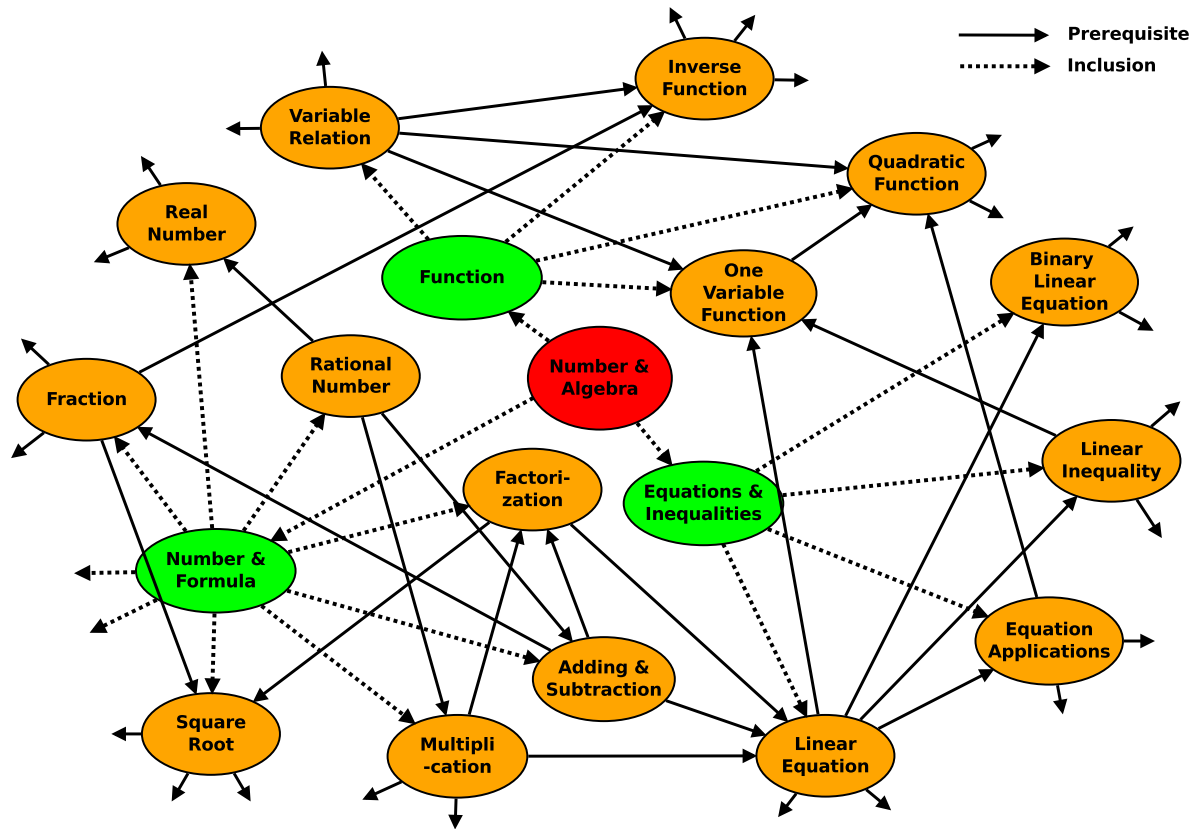 Prerequisite
Inclusion
Inverse
Function
Variable
Relation
Quadratic
Function
Real
Number
Function
One
Variable
Function
Binary
Linear
Equation
Number &
Algebra
Rational
Number
Fraction
Linear
Inequality
Factori-
zation
Equations &
Inequalities
Number &
Formula
Equation
Applications
Adding &
Subtraction
Square
Root
Multipli
-cation
Linear
Equation